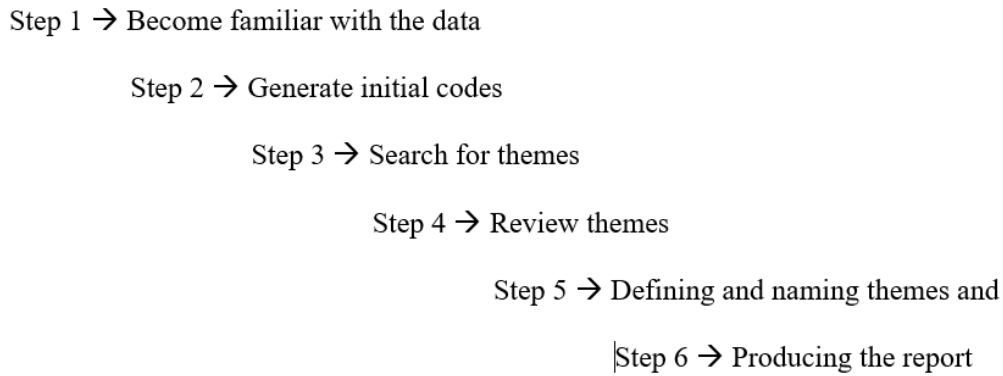 Step 1 → Become familiar with the data
Step 2 → Generate initial codes
Step 3 → Search for themes
Step 4 → Review themes
Step 5 → Defining and naming themes and
Step 6 → Producing the report